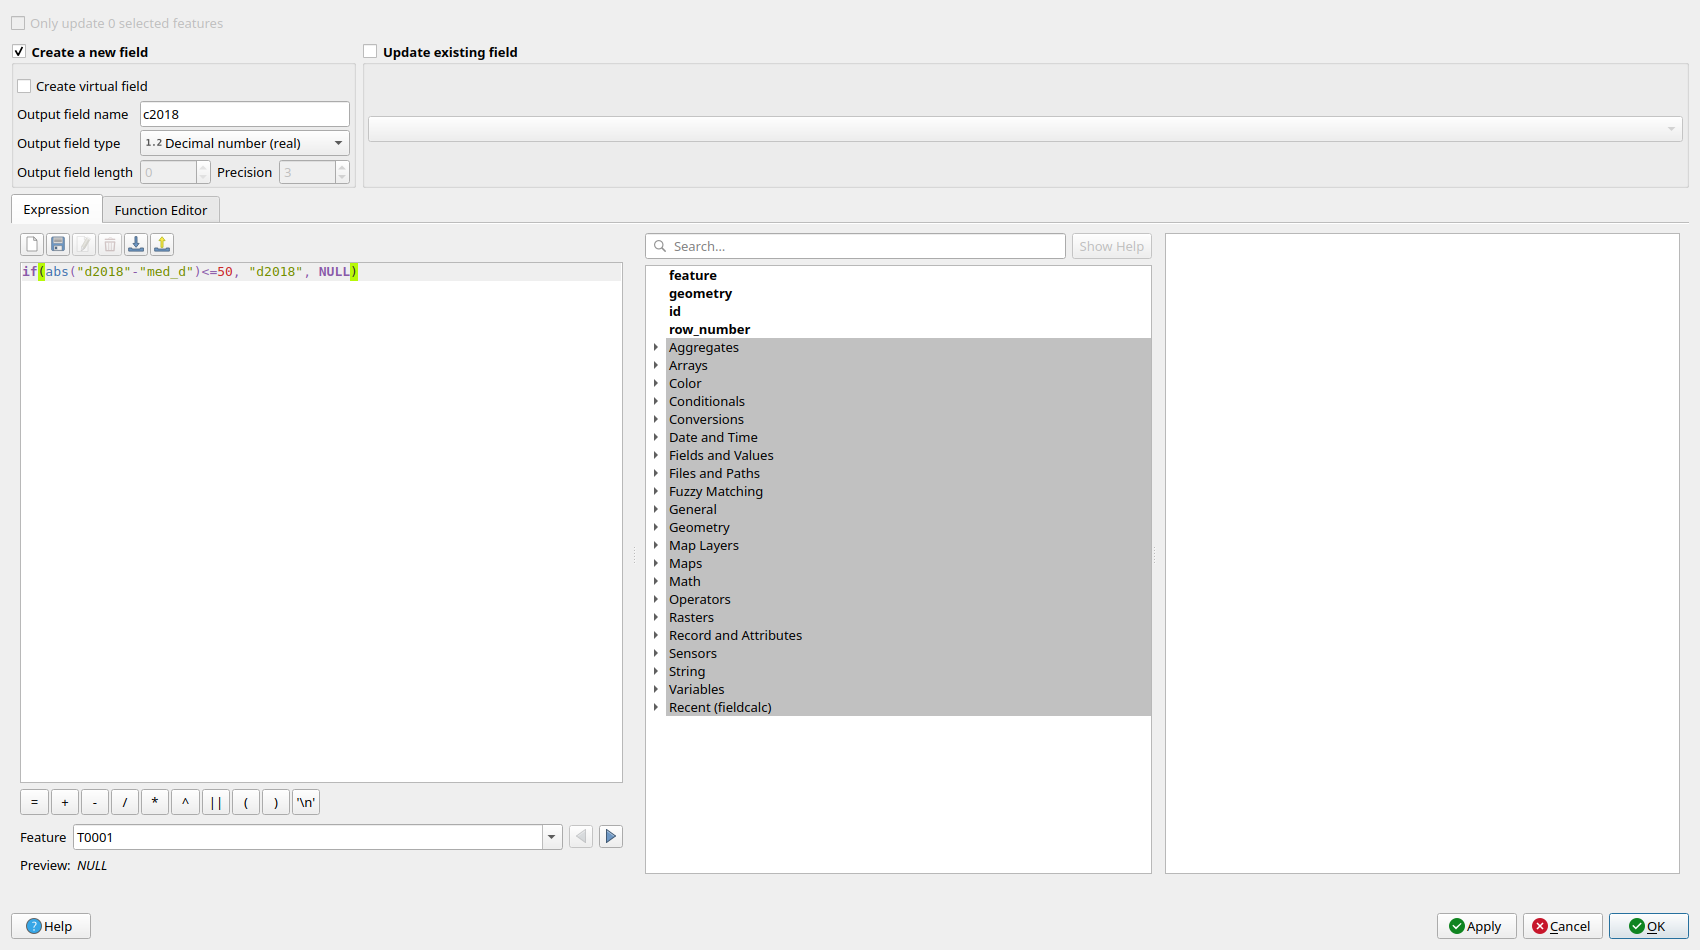 Only update 0 selected features
Create a new field
Update existing field
Create virtual field
Output field name c2018
Output field type 1.2 Decimal number (real)
Output field length 0 Precision 3
Expression Function Editor
Search... Show Help
if(abs("d2018"-"med_d")<=50, "d2018", NULL)
feature
geometry
id
row_number
Aggregates
Arrays
Color
Conditionals
Conversions
Date and Time
Fields and Values
Files and Paths
Fuzzy Matching
General
Geometry
Map Layers
Maps
Math
Operators
Rasters
Record and Attributes
Sensors
String
Variables
Recent (fieldcalc)
= + - / * ^ || ( ) '\n'
Feature T0001
Preview: NULL
Help Apply Cancel OK